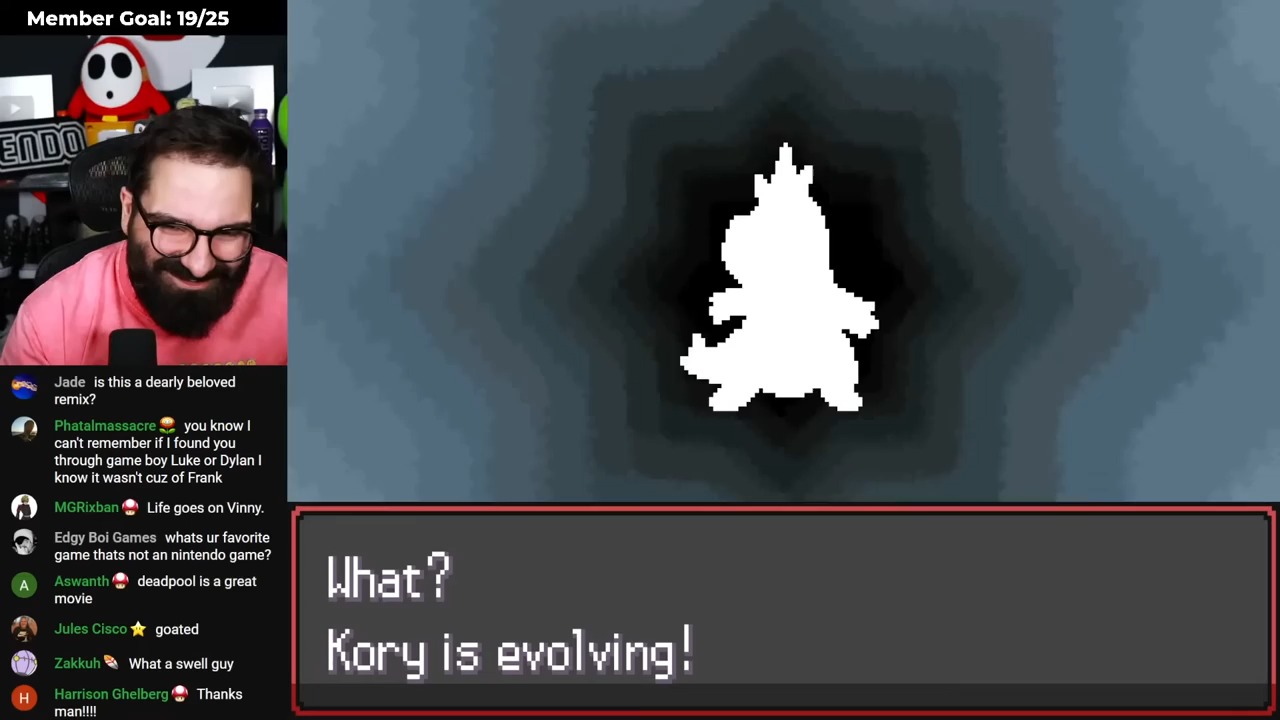 Member Goal: 19/25
ENDO
Jade is this a dearly beloved
remix?
Phatalmassacre you know I
can't remember if I found you
through game boy Luke or Dylan I
know it wasn't cuz of Frank
MGRixban Life goes on Vinny.
Edgy Boi Games whats ur favorite
game thats not an nintendo game?
A
Aswanth deadpool is a great
movie
Jules Cisco goated
Zakkuh What a swell guy
H
Harrison Ghelberg Thanks
man!!!!
What?
Kory is evolving!